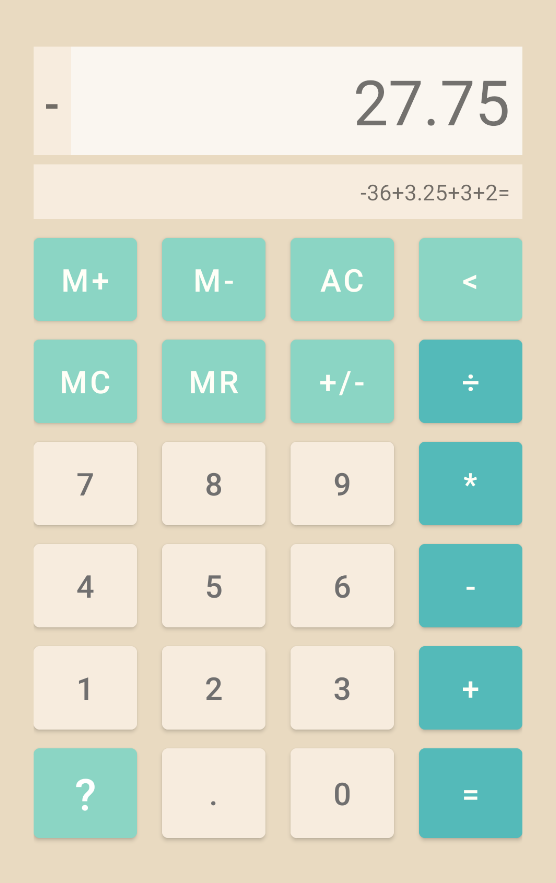 - 27.75
-36+3.25+3+2=
M+ M- AC <
MC MR +/- ÷
7 8 9 *
4 5 6 -
1 2 3 +
? . 0 =